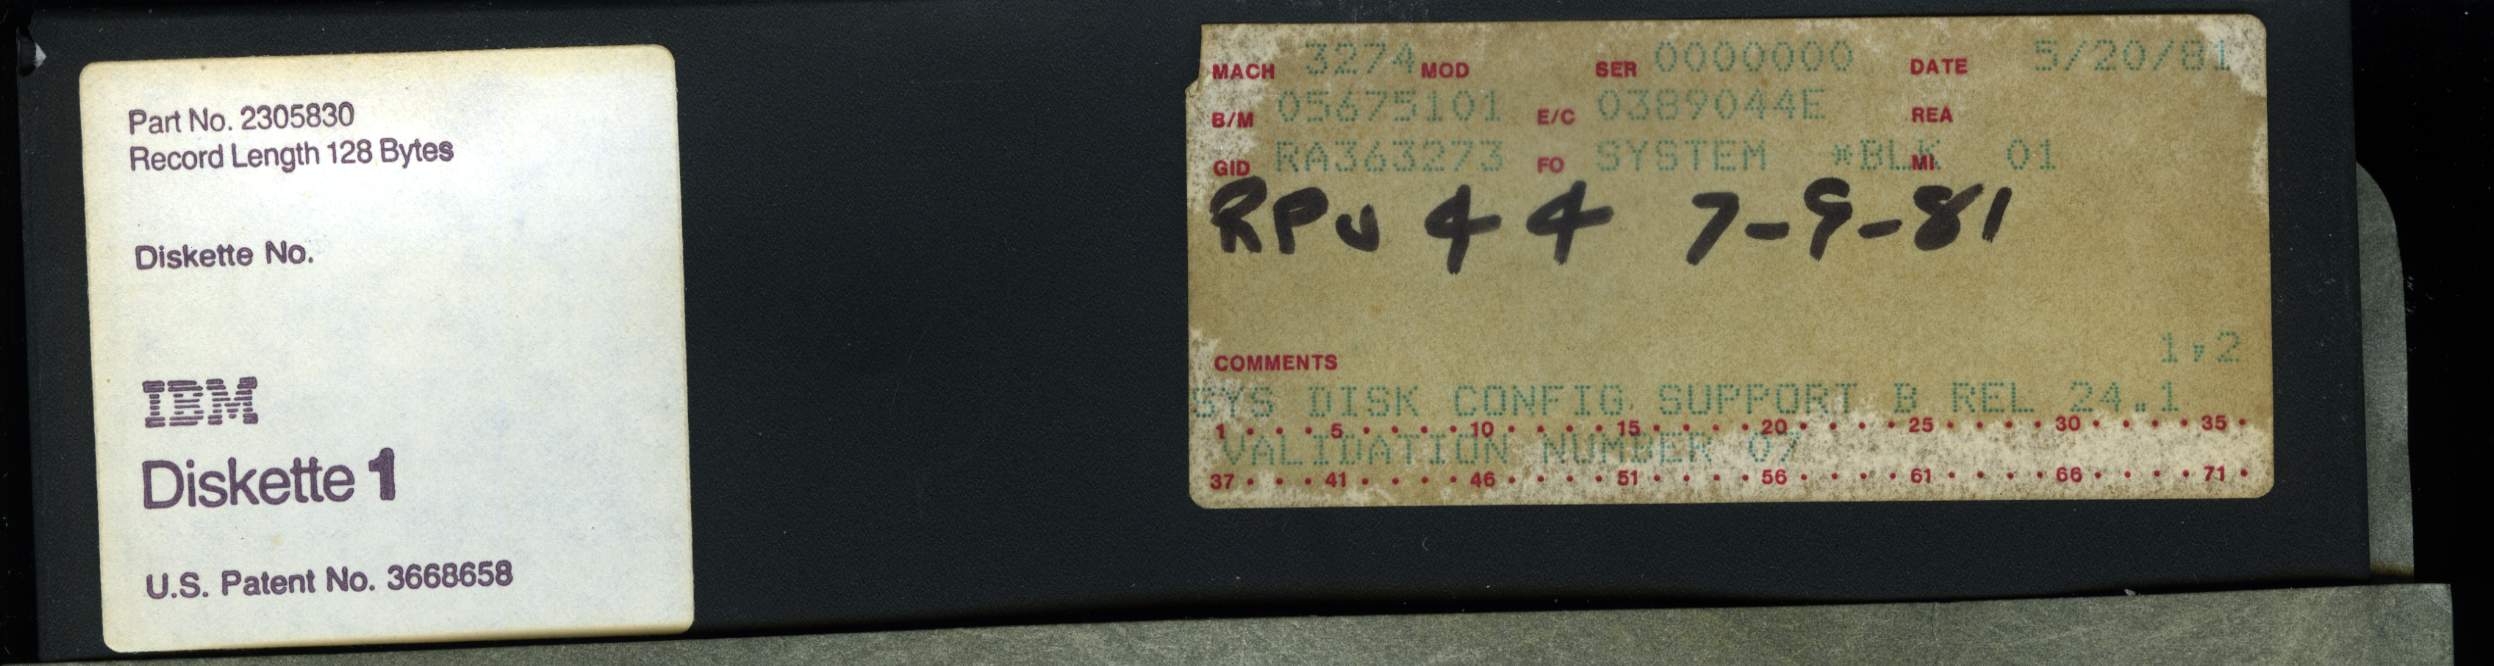 Part No. 2305830
Record Length 128 Bytes
Diskette No.
IBM
Diskette 1
U.S. Patent No. 3668658
MACH 3274 MOD SER 0000000 DATE 5/20/81
B/M 05675101 E/C 0389044E REA
GID RA363273 FO SYSTEM *BLK MI 01
RPU 44 7-9-81
1,2
COMMENTS
SYS DISK CONFIG SUPPORT B REL 24.1
1 · · · 5 · · · · 10 · · · · 15 · · · · 20 · · · · 25 · · · · 30 · · · · 35 ·
VALIDATION NUMBER 07
37 · · · 41 · · · · 46 · · · · 51 · · · · 56 · · · · 61 · · · · 66 · · · · 71 ·